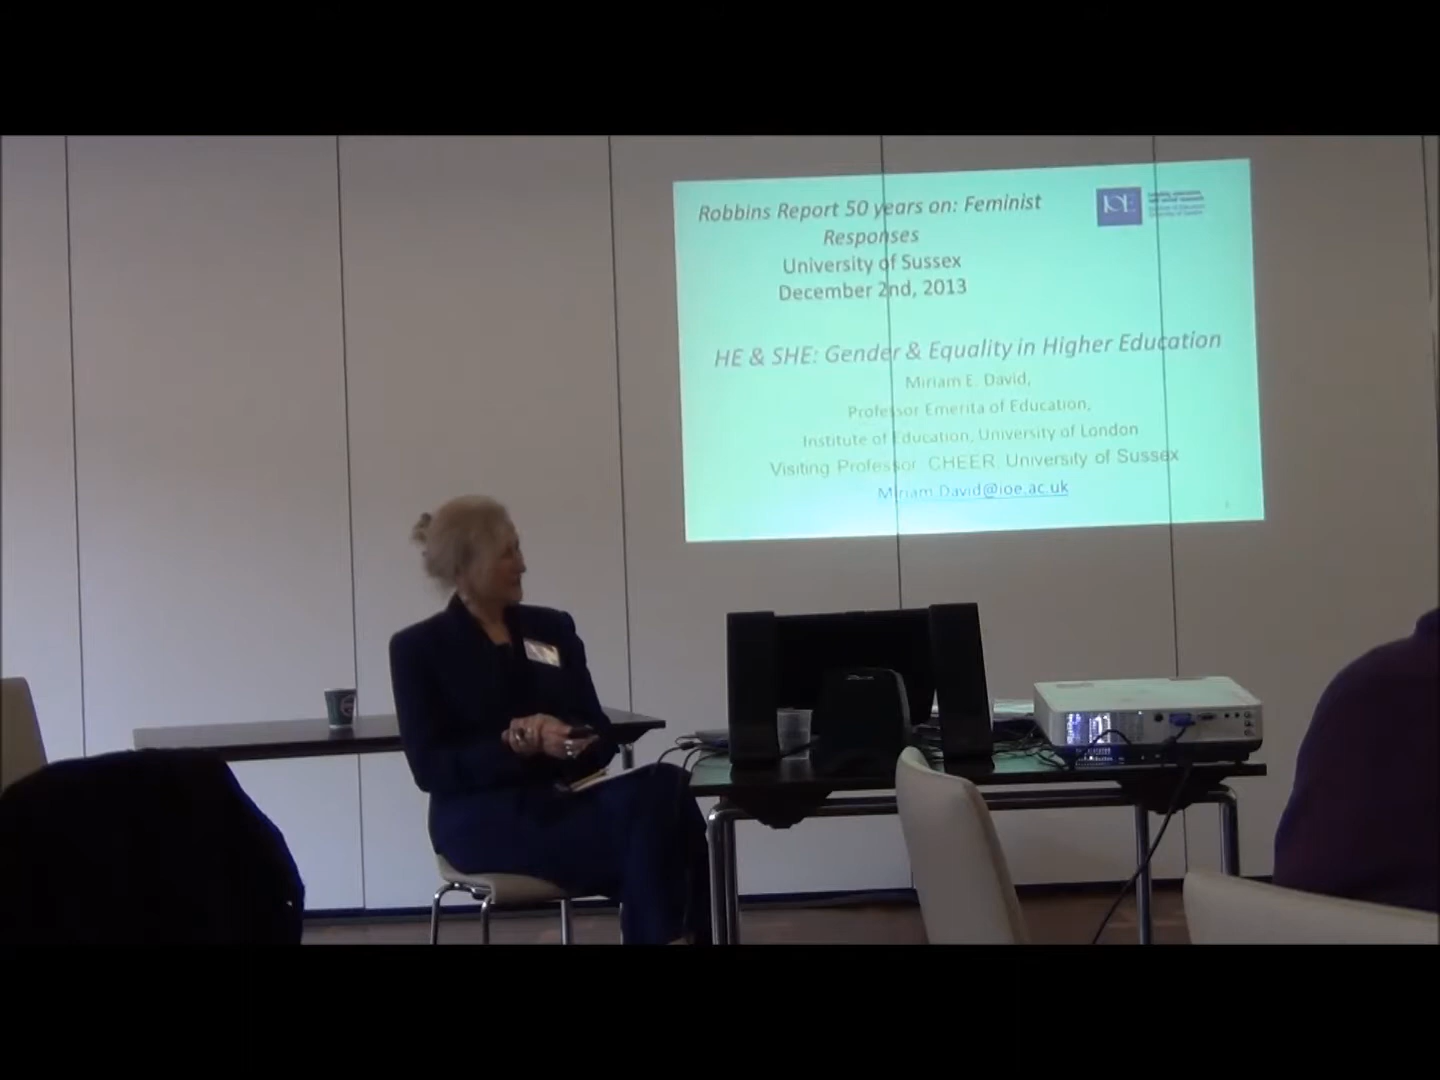 Robbins Report 50 years on: Feminist
Responses
University of Sussex
December 2nd, 2013
IOE
HE & SHE: Gender & Equality in Higher Education
Miriam E. David,
Professor Emerita of Education,
Institute of Education, University of London
Visiting Professor CHEER University of Sussex
Miriam.David@ioe.ac.uk